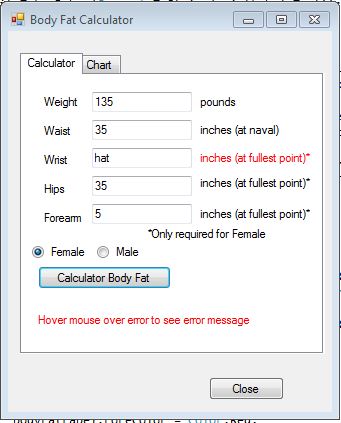 Body Fat Calculator
Calculator Chart
Weight 135 pounds
Waist 35 inches (at naval)
Wrist hat inches (at fullest point)*
Hips 35 inches (at fullest point)*
Forearm 5 inches (at fullest point)*
*Only required for Female
Female Male
Calculator Body Fat
Hover mouse over error to see error message
Close